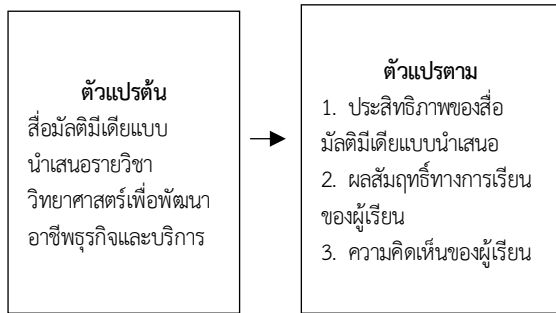 ตัวแปรต้น
สื่อมัลติมีเดียแบบ
นำเสนอรายวิชา
วิทยาศาสตร์เพื่อพัฒนา
อาชีพธุรกิจและบริการ
ตัวแปรตาม
1. ประสิทธิภาพของสื่อ
มัลติมีเดียแบบนำเสนอ
2. ผลสัมฤทธิ์ทางการเรียน
ของผู้เรียน
3. ความคิดเห็นของผู้เรียน